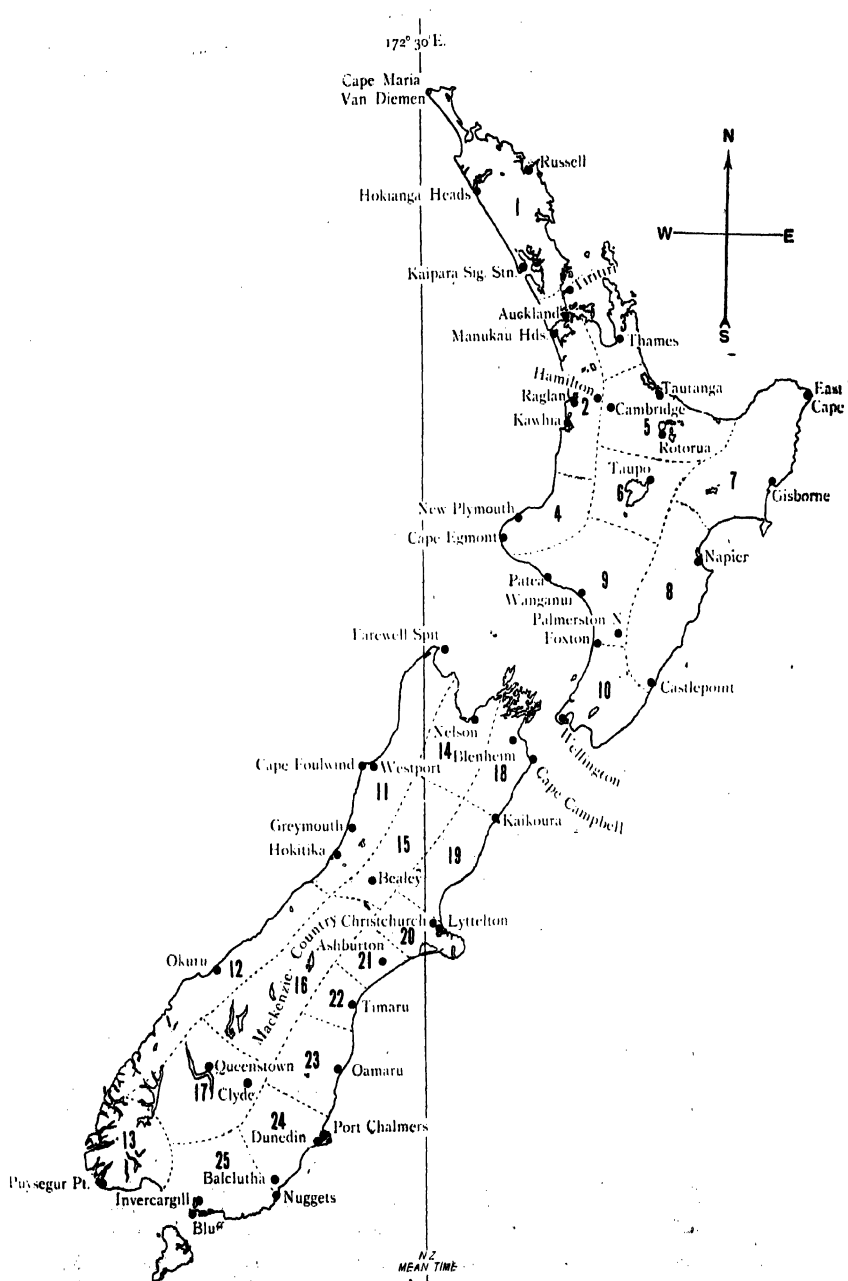 172° 30' E.
Cape Maria
Van Diemen
N
Russell
Hokianga Heads
1
W
E
Kaipara Sig. Stn.
Tiritiri
Auckland
3
S
Manukau Hds.
Thames
Hamilton
Tauranga
East
Cape
Raglan
2
Cambridge
Kawhia
5
Rotorua
Taupo
7
6
Gisborne
New Plymouth
4
Cape Egmont
Napier
Patea
9
8
Wanganui
Palmerston N
Foxton
Farewell Spit
10
Castlepoint
Nelson
Wellington
14
Blenheim
Cape Foulwind
Westport
18
Cape Campbell
11
Kaikoura
Greymouth
Hokitika
15
19
Bealey
Christchurch
Lyttelton
20
Mackenzie Country
Ashburton
21
Okuru
12
16
22
Timaru
Queenstown
23
Oamaru
17
Clyde
24
Port Chalmers
Dunedin
13
25
Puysegur Pt.
Balclutha
Invercargill
Nuggets
Bluff
NZ
MEAN TIME